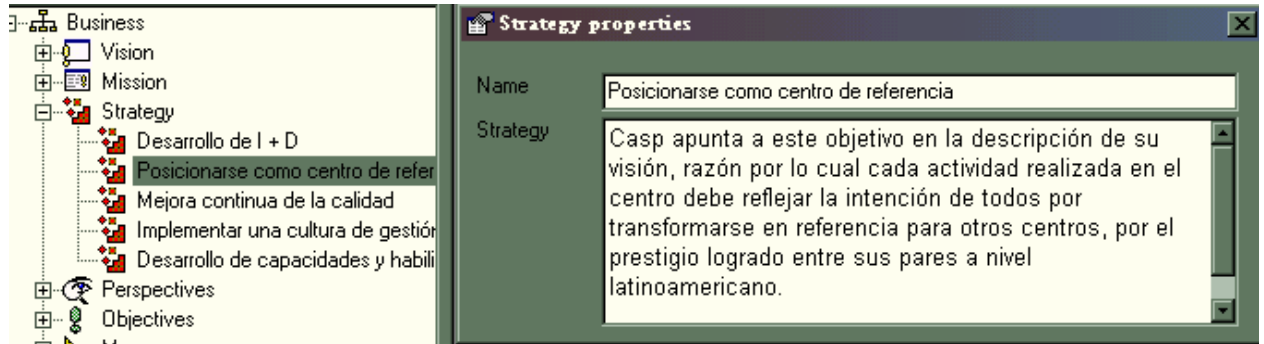 Business
Vision
Mission
Strategy
Desarrollo de I + D
Posicionarse como centro de refer
Mejora continua de la calidad
Implementar una cultura de gestión
Desarrollo de capacidades y habili
Perspectives
Objectives
Strategy properties
Name
Posicionarse como centro de referencia
Strategy
Casp apunta a este objetivo en la descripción de su
visión, razón por lo cual cada actividad realizada en el
centro debe reflejar la intención de todos por
transformarse en referencia para otros centros, por el
prestigio logrado entre sus pares a nivel
latinoamericano.